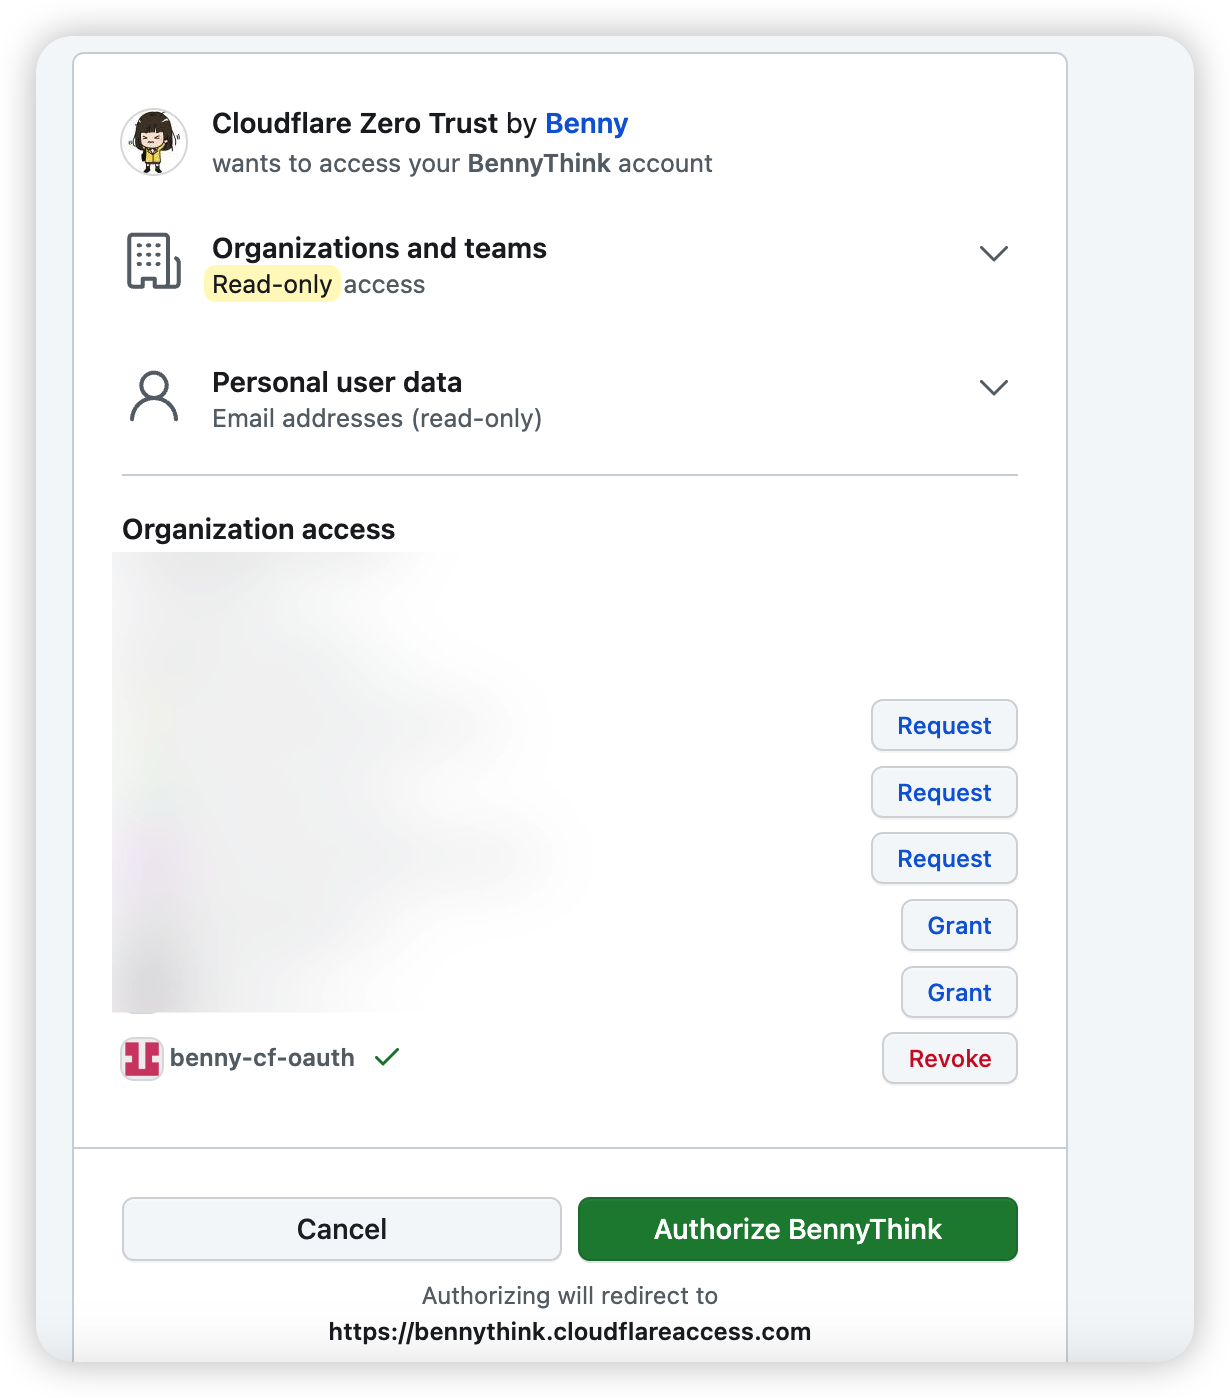 Cloudflare Zero Trust by Benny
wants to access your BennyThink account
Organizations and teams
Read-only access
Personal user data
Email addresses (read-only)
Organization access
Request
Request
Request
Grant
Grant
benny-cf-oauth
Revoke
Cancel
Authorize BennyThink
Authorizing will redirect to
https://bennythink.cloudflareaccess.com